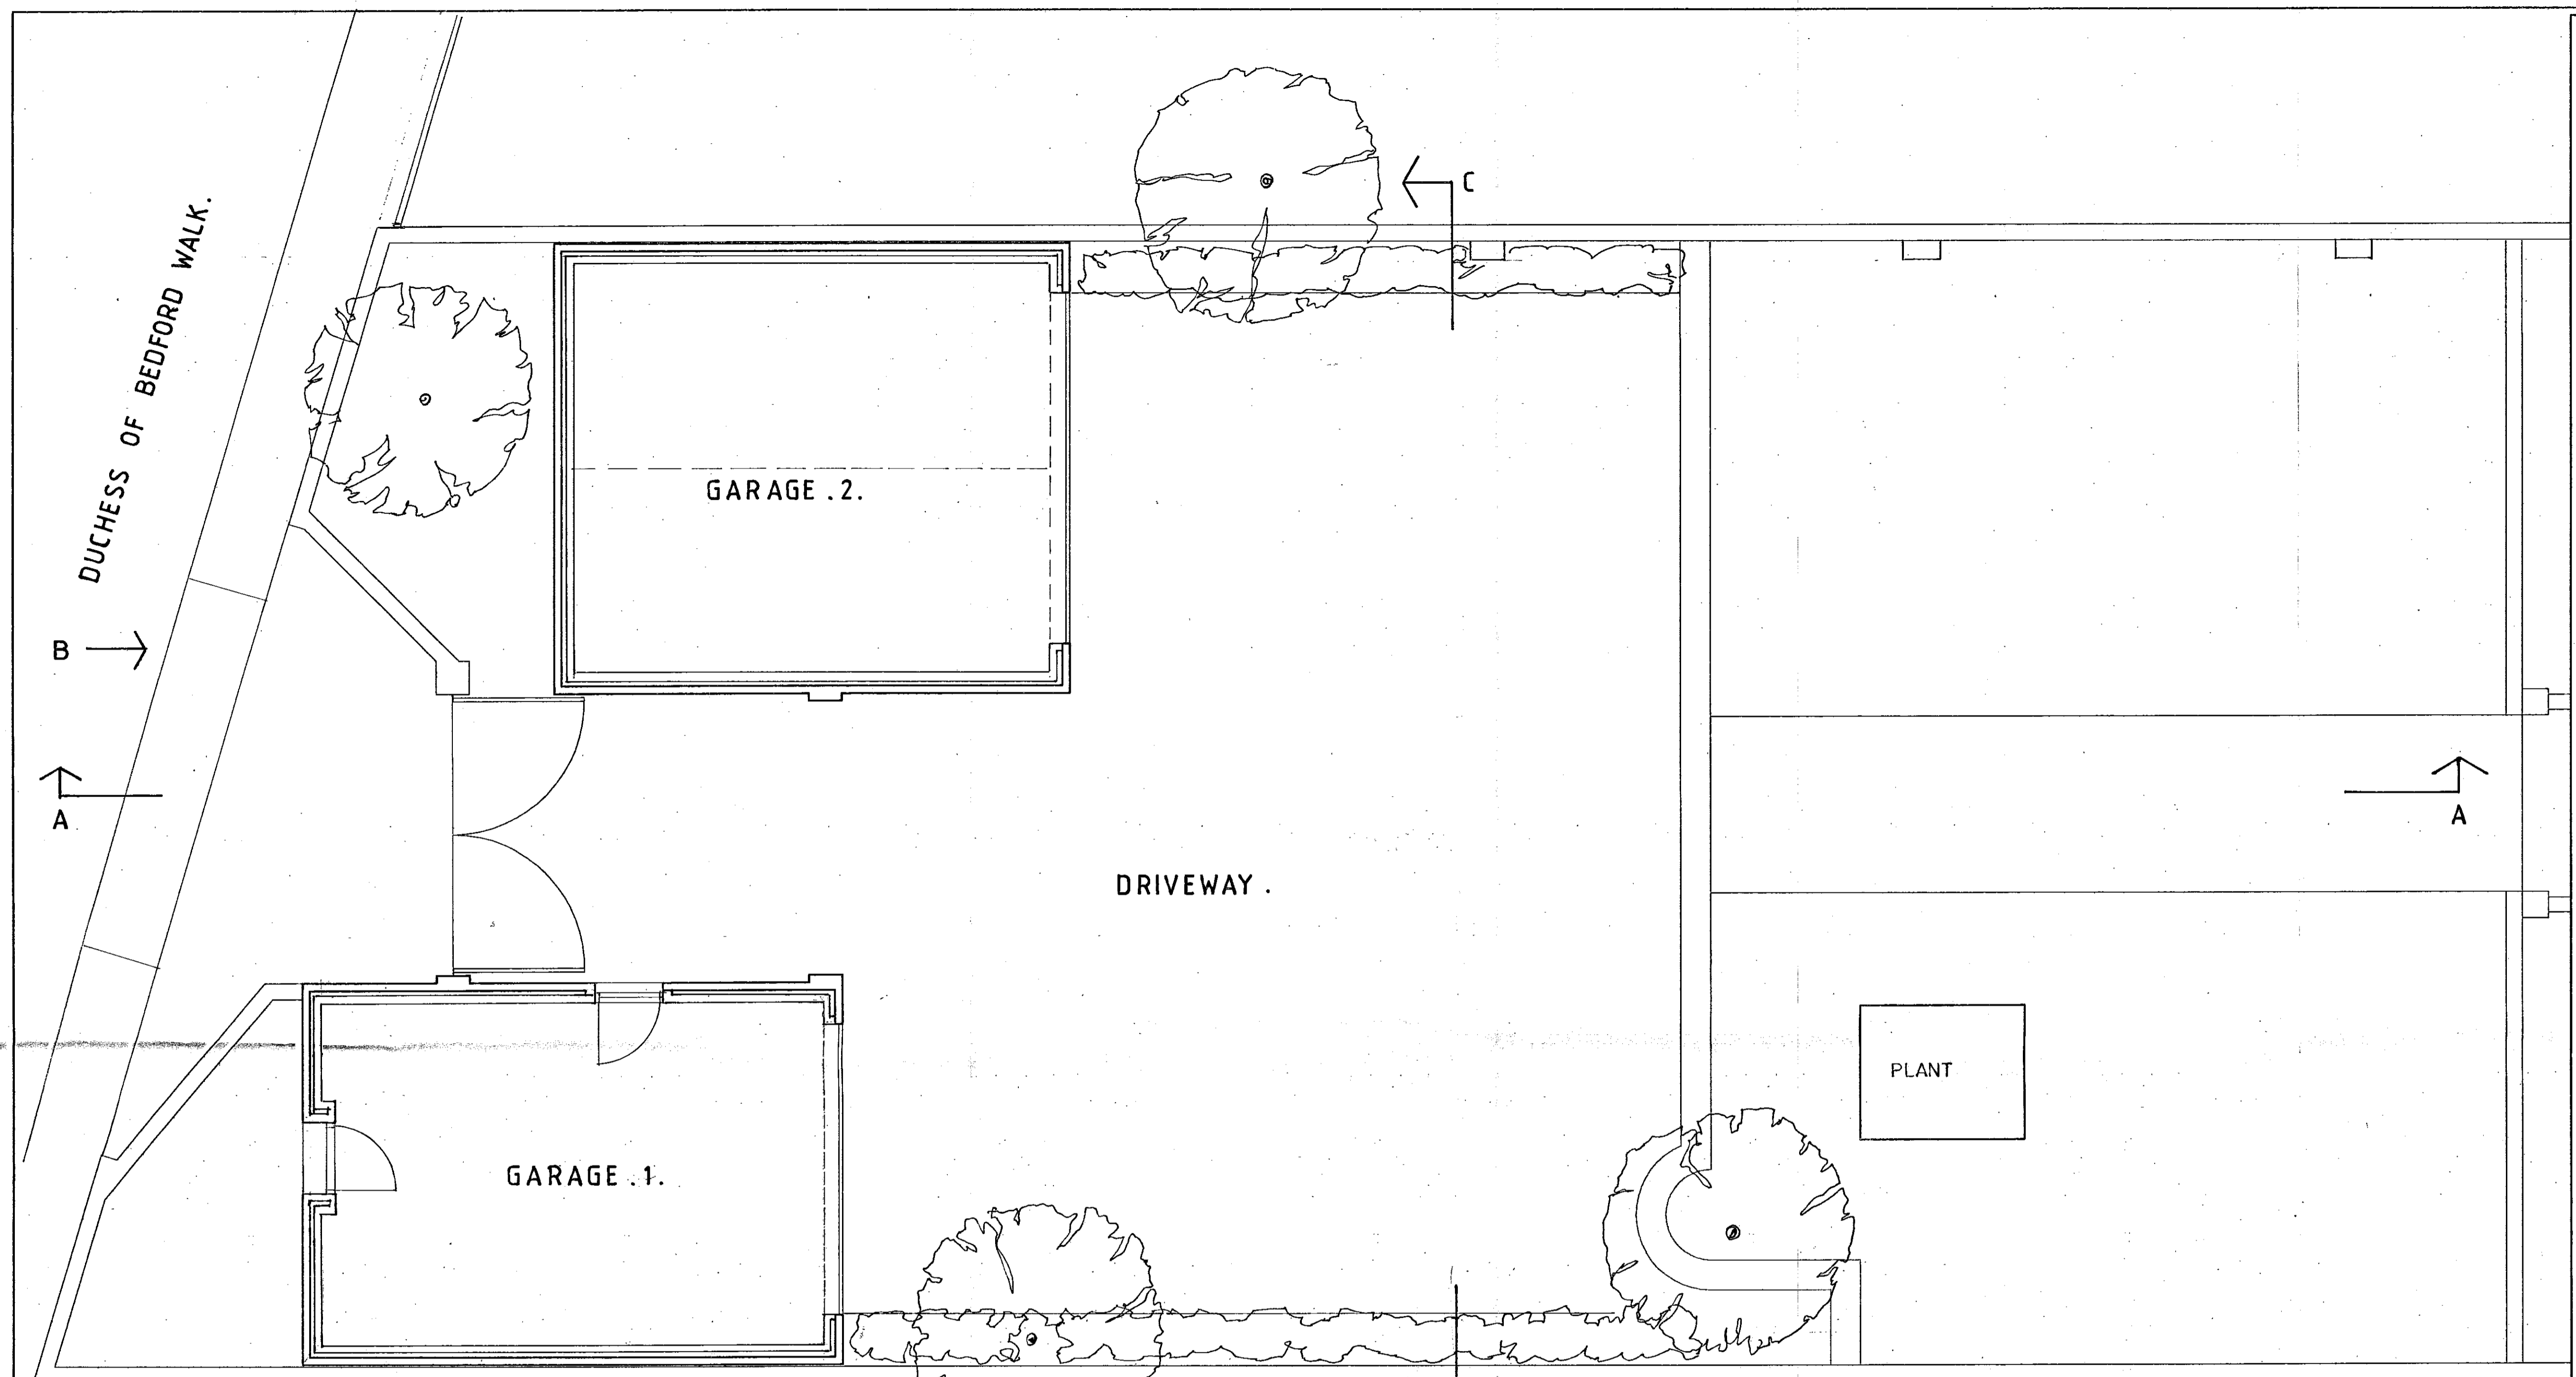 C
DUCHESS OF BEDFORD WALK.
GARAGE .2.
B
A
A
DRIVEWAY .
PLANT
GARAGE .1.